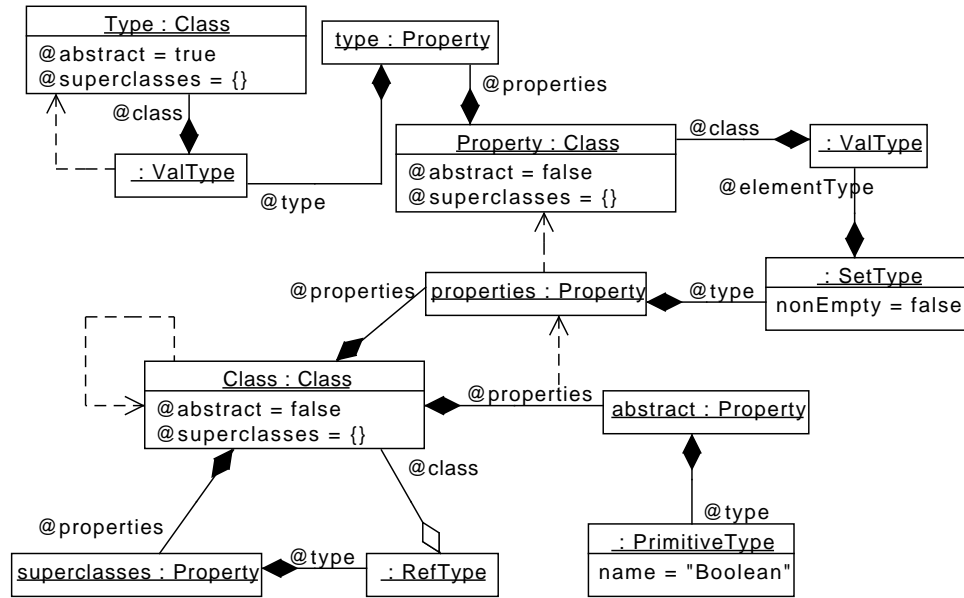 Type : Class
@abstract = true
@superclasses = {}
type : Property
@properties
@class
Property : Class
@abstract = false
@superclasses = {}
@class
: ValType
: ValType
@type
@elementType
: SetType
nonEmpty = false
@properties
properties : Property
@type
Class : Class
@abstract = false
@superclasses = {}
@properties
abstract : Property
@class
@properties
@type
: PrimitiveType
name = "Boolean"
superclasses : Property
@type
: RefType